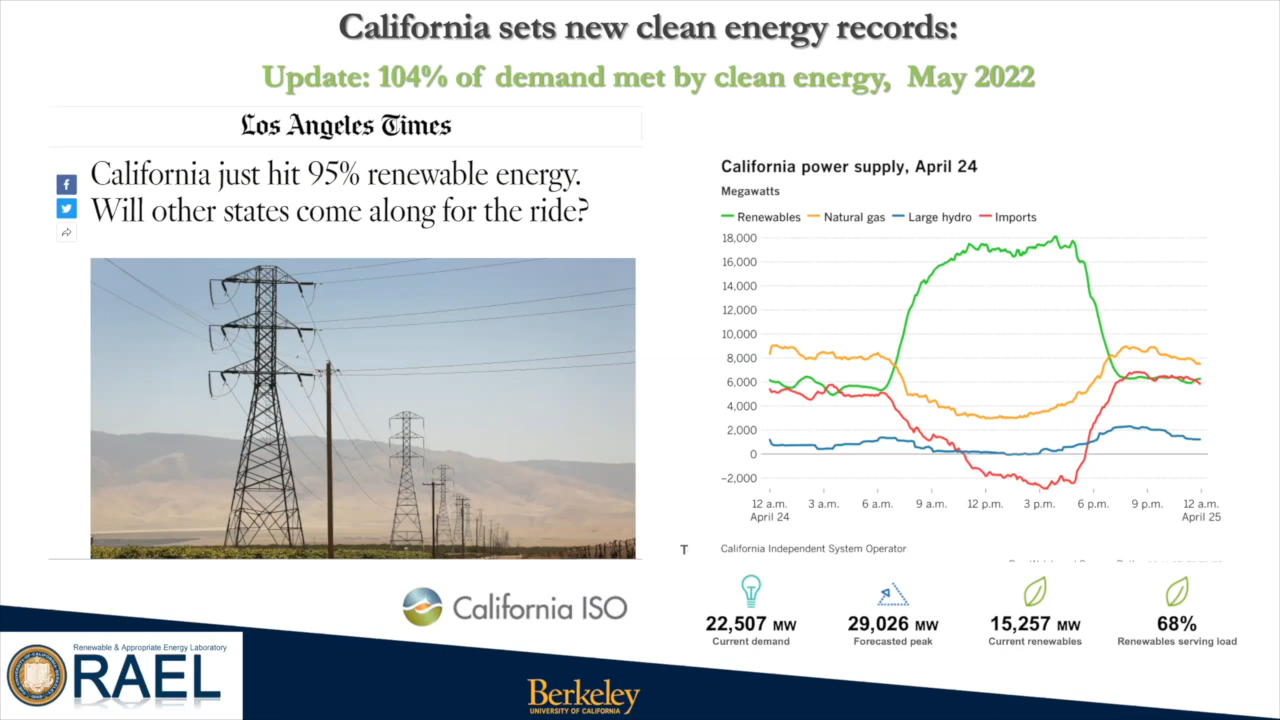 California sets new clean energy records:
Update: 104% of demand met by clean energy, May 2022
Los Angeles Times
California just hit 95% renewable energy.
Will other states come along for the ride?
California power supply, April 24
Megawatts
Renewables Natural gas Large hydro Imports
18,000
16,000
14,000
12,000
10,000
8,000
6,000
4,000
2,000
0
−2,000
12 a.m. 3 a.m. 6 a.m. 9 a.m. 12 p.m. 3 p.m. 6 p.m. 9 p.m. 12 a.m.
April 24 April 25
T
California Independent System Operator
California ISO
22,507 MW 29,026 MW 15,257 MW 68%
Current demand Forecasted peak Current renewables Renewables serving load
Renewable & Appropriate Energy Laboratory
RAEL
Berkeley
UNIVERSITY OF CALIFORNIA